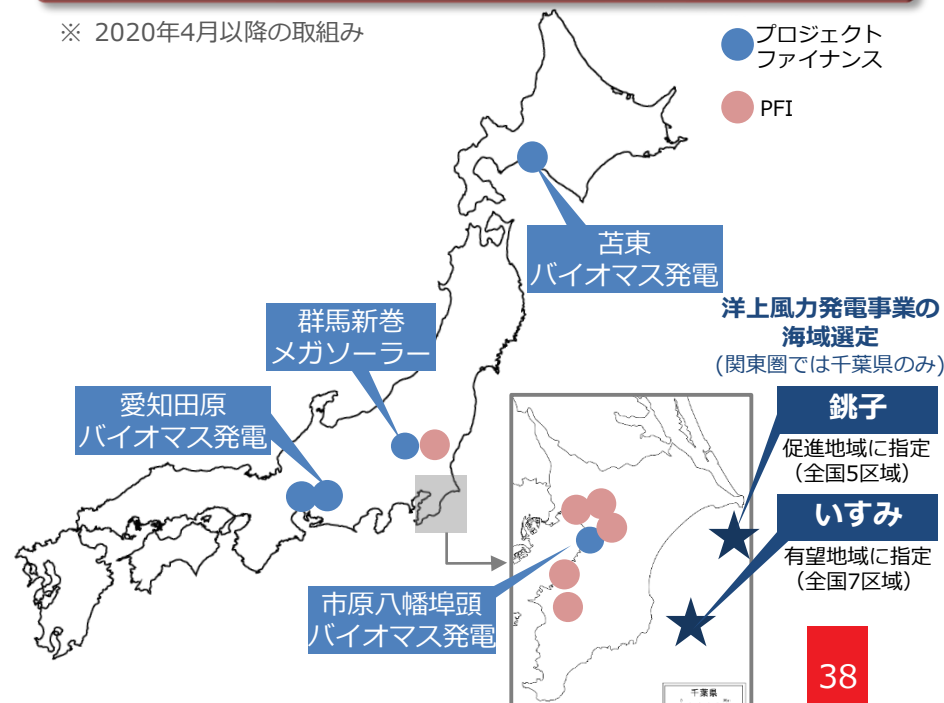 ※ 2020年4月以降の取組み
プロジェクト
ファイナンス
PFI
苫東
バイオマス発電
群馬新巻
メガソーラー
愛知田原
バイオマス発電
市原八幡埠頭
バイオマス発電
洋上風力発電事業の
海域選定
(関東圏では千葉県のみ)
銚子
促進地域に指定
（全国5区域）
いすみ
有望地域に指定
（全国7区域）
千葉県
38